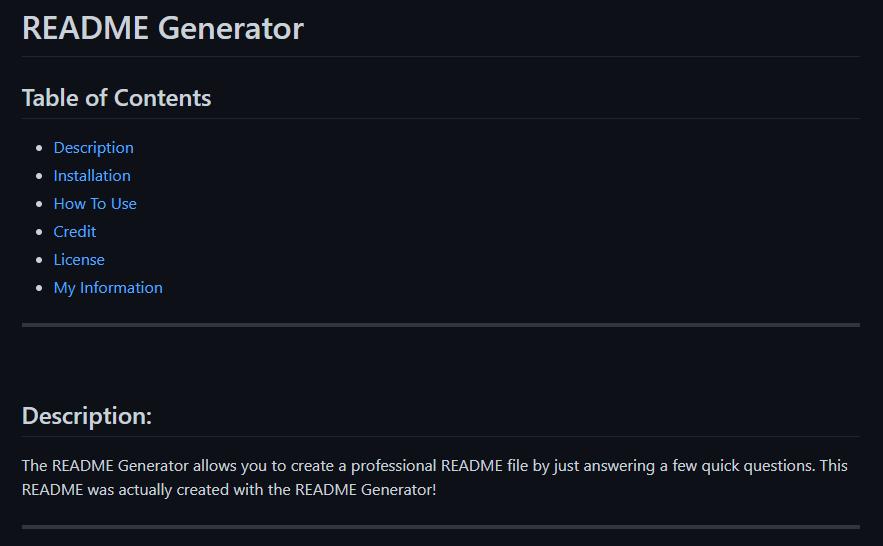 README Generator
Table of Contents
Description
Installation
How To Use
Credit
License
My Information
Description:
The README Generator allows you to create a professional README file by just answering a few quick questions. This
README was actually created with the README Generator!